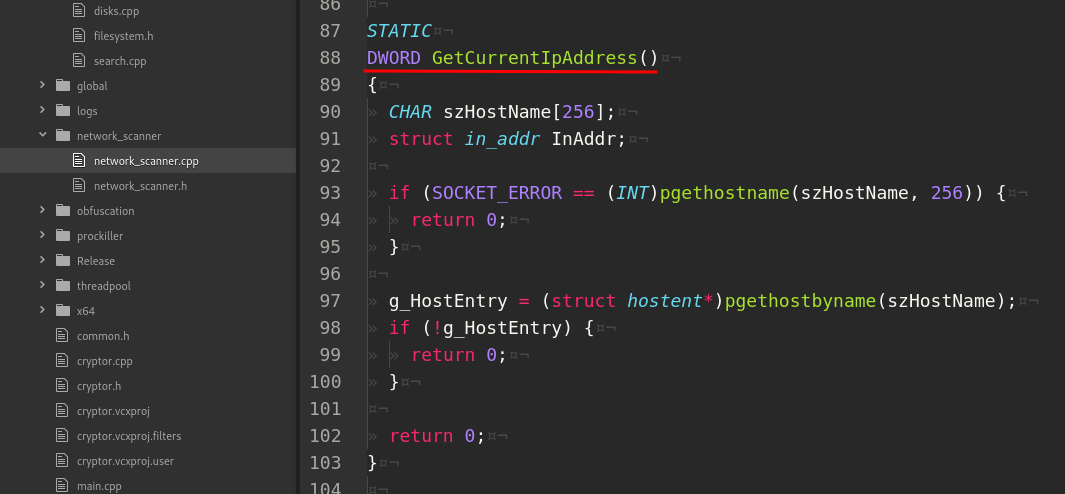 disks.cpp
filesystem.h
search.cpp
global
logs
network_scanner
network_scanner.cpp
network_scanner.h
obfuscation
prockiller
Release
threadpool
x64
common.h
cryptor.cpp
cryptor.h
cryptor.vcxproj
cryptor.vcxproj.filters
cryptor.vcxproj.user
main.cpp
86 ¤¬
87 STATIC¤¬
88 DWORD GetCurrentIpAddress()¤¬
89 {¤¬
90 » CHAR szHostName[256];¤¬
91 » struct in_addr InAddr;¤¬
92 ¤¬
93 » if (SOCKET_ERROR == (INT)pgethostname(szHostName, 256)) {¤¬
94 » » return 0;¤¬
95 » }¤¬
96 ¤¬
97 » g_HostEntry = (struct hostent*)pgethostbyname(szHostName);¤¬
98 » if (!g_HostEntry) {¤¬
99 » » return 0;¤¬
100 » }¤¬
101 ¤¬
102 » return 0;¤¬
103 }¤¬
104 ¤¬